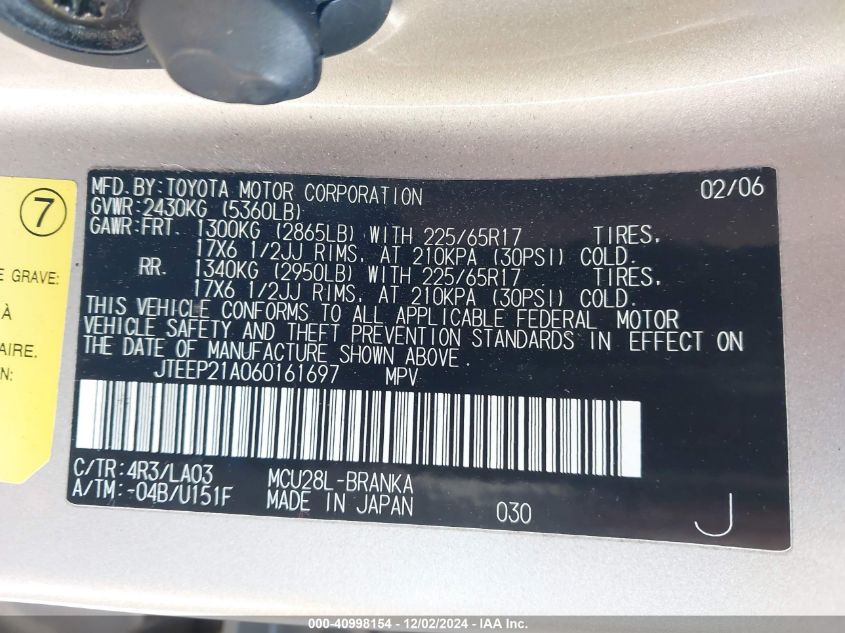 7
E GRAVE:
À
AIRE.
N:
MFD. BY: TOYOTA MOTOR CORPORATION 02/06
GVWR: 2430KG (5360LB)
GAWR: FRT. 1300KG (2865LB) WITH 225/65R17 TIRES,
17X6 1/2JJ RIMS, AT 210KPA (30PSI) COLD.
RR. 1340KG (2950LB) WITH 225/65R17 TIRES,
17X6 1/2JJ RIMS, AT 210KPA (30PSI) COLD.
THIS VEHICLE CONFORMS TO ALL APPLICABLE FEDERAL MOTOR
VEHICLE SAFETY AND THEFT PREVENTION STANDARDS IN EFFECT ON
THE DATE OF MANUFACTURE SHOWN ABOVE.
JTEEP21A060161697 MPV
C/TR: 4R3/LA03 MCU28L-BRANKA
A/TM: -04B/U151F MADE IN JAPAN 030 J
000-40998154 - 12/02/2024 - IAA Inc.